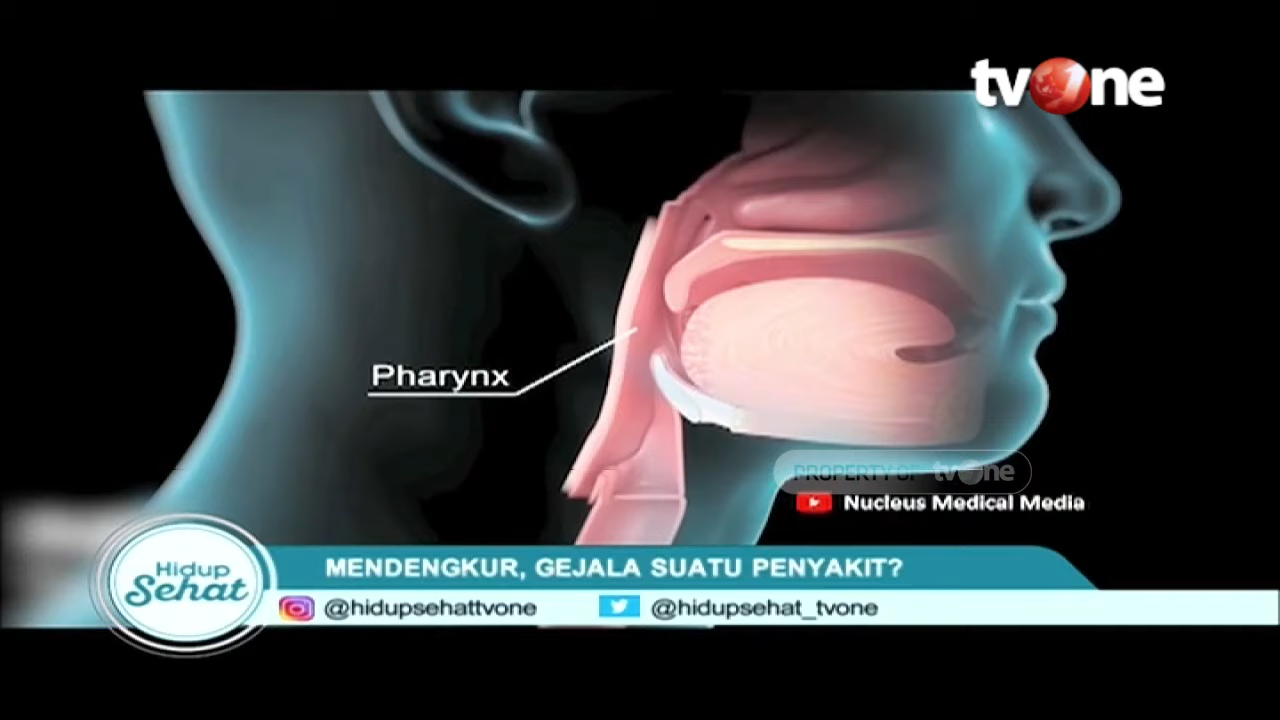 tvOne
Pharynx
PROPERTY OF tvOne
Nucleus Medical Media
Hidup
Sehat
MENDENGKUR, GEJALA SUATU PENYAKIT?
@hidupsehattvone @hidupsehat_tvone